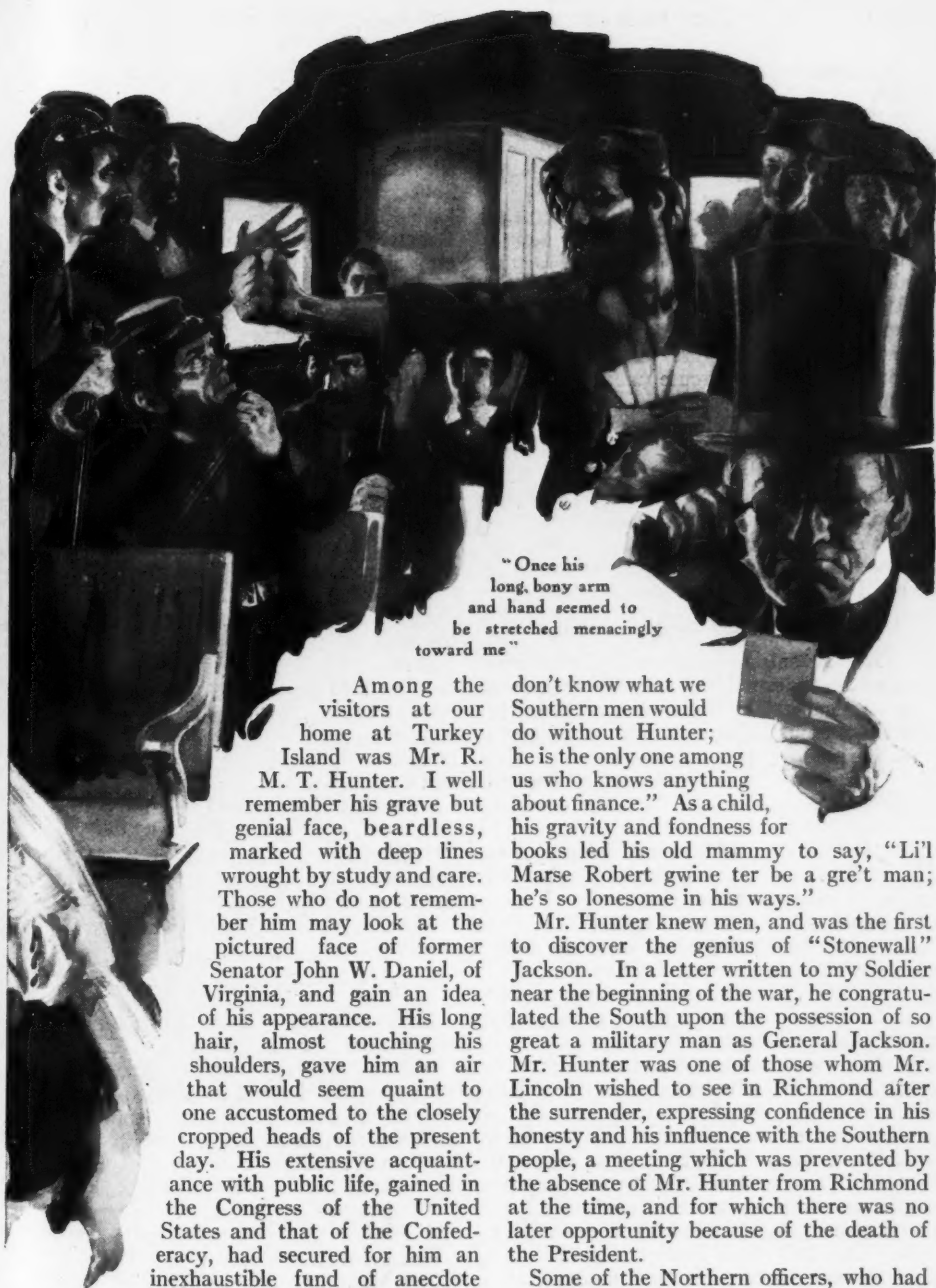 "Once his
long, bony arm
and hand seemed to
be stretched menacingly
toward me"
Among the
visitors at our
home at Turkey
Island was Mr. R.
M. T. Hunter. I well
remember his grave but
genial face, beardless,
marked with deep lines
wrought by study and care.
Those who do not remem-
ber him may look at the
pictured face of former
Senator John W. Daniel, of
Virginia, and gain an idea
of his appearance. His long
hair, almost touching his
shoulders, gave him an air
that would seem quaint to
one accustomed to the closely
cropped heads of the present
day. His extensive acquaint-
ance with public life, gained in
the Congress of the United
States and that of the Confed-
eracy, had secured for him an
inexhaustible fund of anecdote
don't know what we
Southern men would
do without Hunter;
he is the only one among
us who knows anything
about finance." As a child,
his gravity and fondness for
books led his old mammy to say, "Li'l
Marse Robert gwine ter be a gre't man;
he's so lonesome in his ways."
Mr. Hunter knew men, and was the first
to discover the genius of "Stonewall"
Jackson. In a letter written to my Soldier
near the beginning of the war, he congratu-
lated the South upon the possession of so
great a military man as General Jackson.
Mr. Hunter was one of those whom Mr.
Lincoln wished to see in Richmond after
the surrender, expressing confidence in his
honesty and his influence with the Southern
people, a meeting which was prevented by
the absence of Mr. Hunter from Richmond
at the time, and for which there was no
later opportunity because of the death of
the President.
Some of the Northern officers, who had